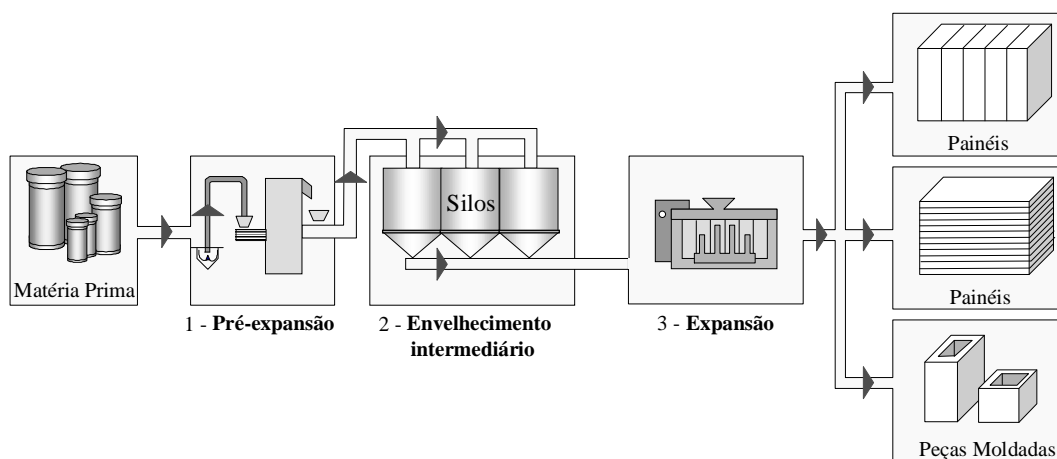 Matéria Prima
1 - Pré-expansão
Silos
2 - Envelhecimento
intermediário
3 - Expansão
Painéis
Painéis
Peças Moldadas